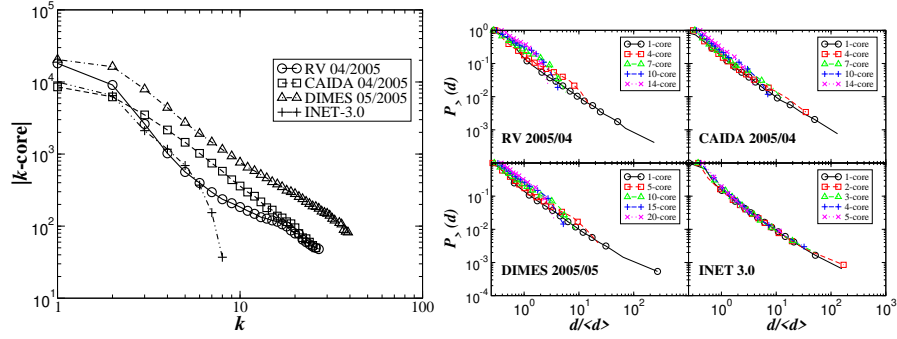 10^5
10^4
10^3
10^2
10^1
|k-core|
1
10
100
k
RV 04/2005
CAIDA 04/2005
DIMES 05/2005
INET-3.0
10^0
10^-1
10^-2
10^-3
P_>(d)
1-core
4-core
7-core
10-core
14-core
RV 2005/04
1-core
4-core
7-core
10-core
14-core
CAIDA 2005/04
10^-1
10^-2
10^-3
10^-4
P_>(d)
1-core
5-core
10-core
15-core
20-core
DIMES 2005/05
1-core
2-core
3-core
4-core
5-core
INET 3.0
10^0 10^1 10^2
d/<d>
10^0 10^1 10^2 10^3
d/<d>